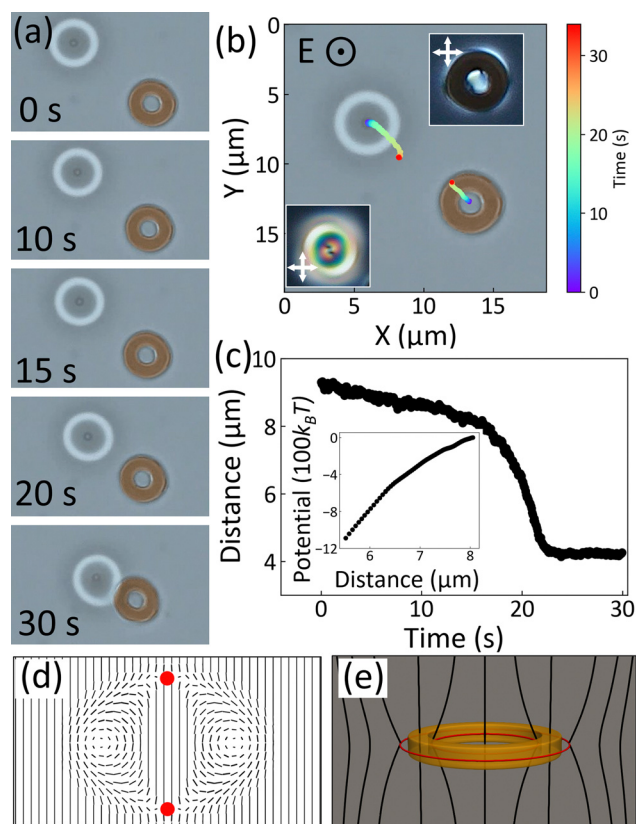 (a)
0 s
10 s
15 s
20 s
30 s
(b)
E
0
5
10
15
Y (μm)
0 5 10 15
X (μm)
30
20
10
0
Time (s)
(c)
10
8
6
4
Distance (μm)
0 10 20 30
Time (s)
0
−4
−8
−12
Potential (100k_BT)
6 7 8
Distance (μm)
(d)
(e)